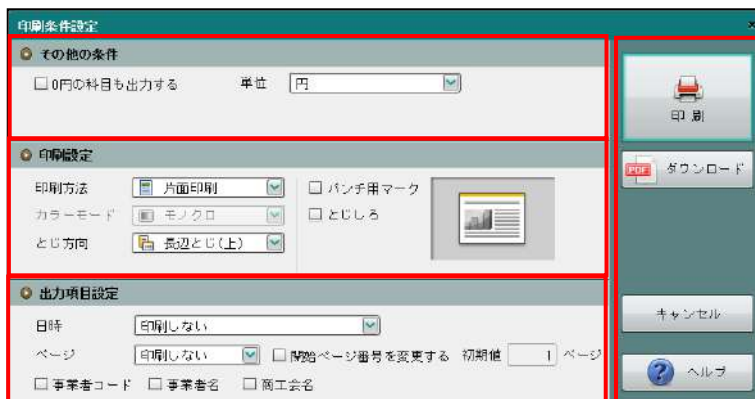 印刷条件設定
その他の条件
0円の科目も出力する 単位 円
印刷設定
印刷方法 片面印刷 パンチ用マーク
カラーモード モノクロ とじしろ
とじ方向 長辺とじ(上)
出力項目設定
日時 印刷しない
ページ 印刷しない 開始ページ番号を変更する 初期値 1 ページ
事業者コード 事業者名 商工会名
印刷
PDF ダウンロード
キャンセル
? ヘルプ